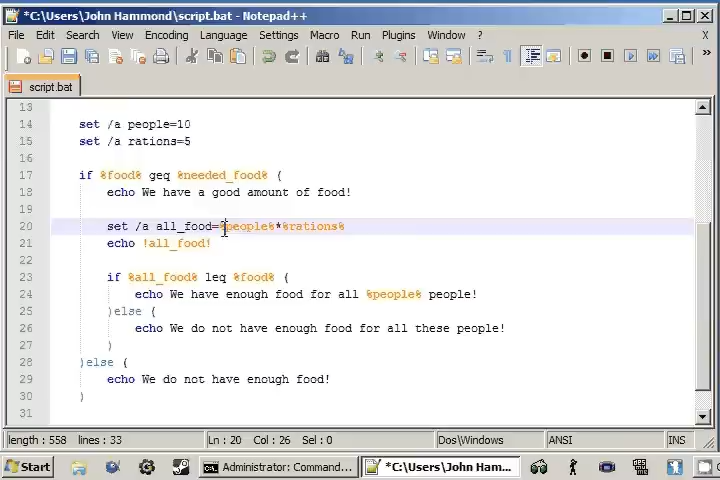 *C:\Users\John Hammond\script.bat - Notepad++
File Edit Search View Encoding Language Settings Macro Run Plugins Window ? X
script.bat
13
14 set /a people=10
15 set /a rations=5
16
17 if %food% geq %needed_food% (
18 echo We have a good amount of food!
19
20 set /a all_food=%people%*%rations%
21 echo !all_food!
22
23 if %all_food% leq %food% (
24 echo We have enough food for all %people% people!
25 )else (
26 echo We do not have enough food for all these people!
27 )
28 )else (
29 echo We do not have enough food!
30 )
31
length : 558 lines : 33 Ln : 20 Col : 26 Sel : 0 Dos\Windows ANSI INS
Start Administrator: Command... *C:\Users\John Hamm...